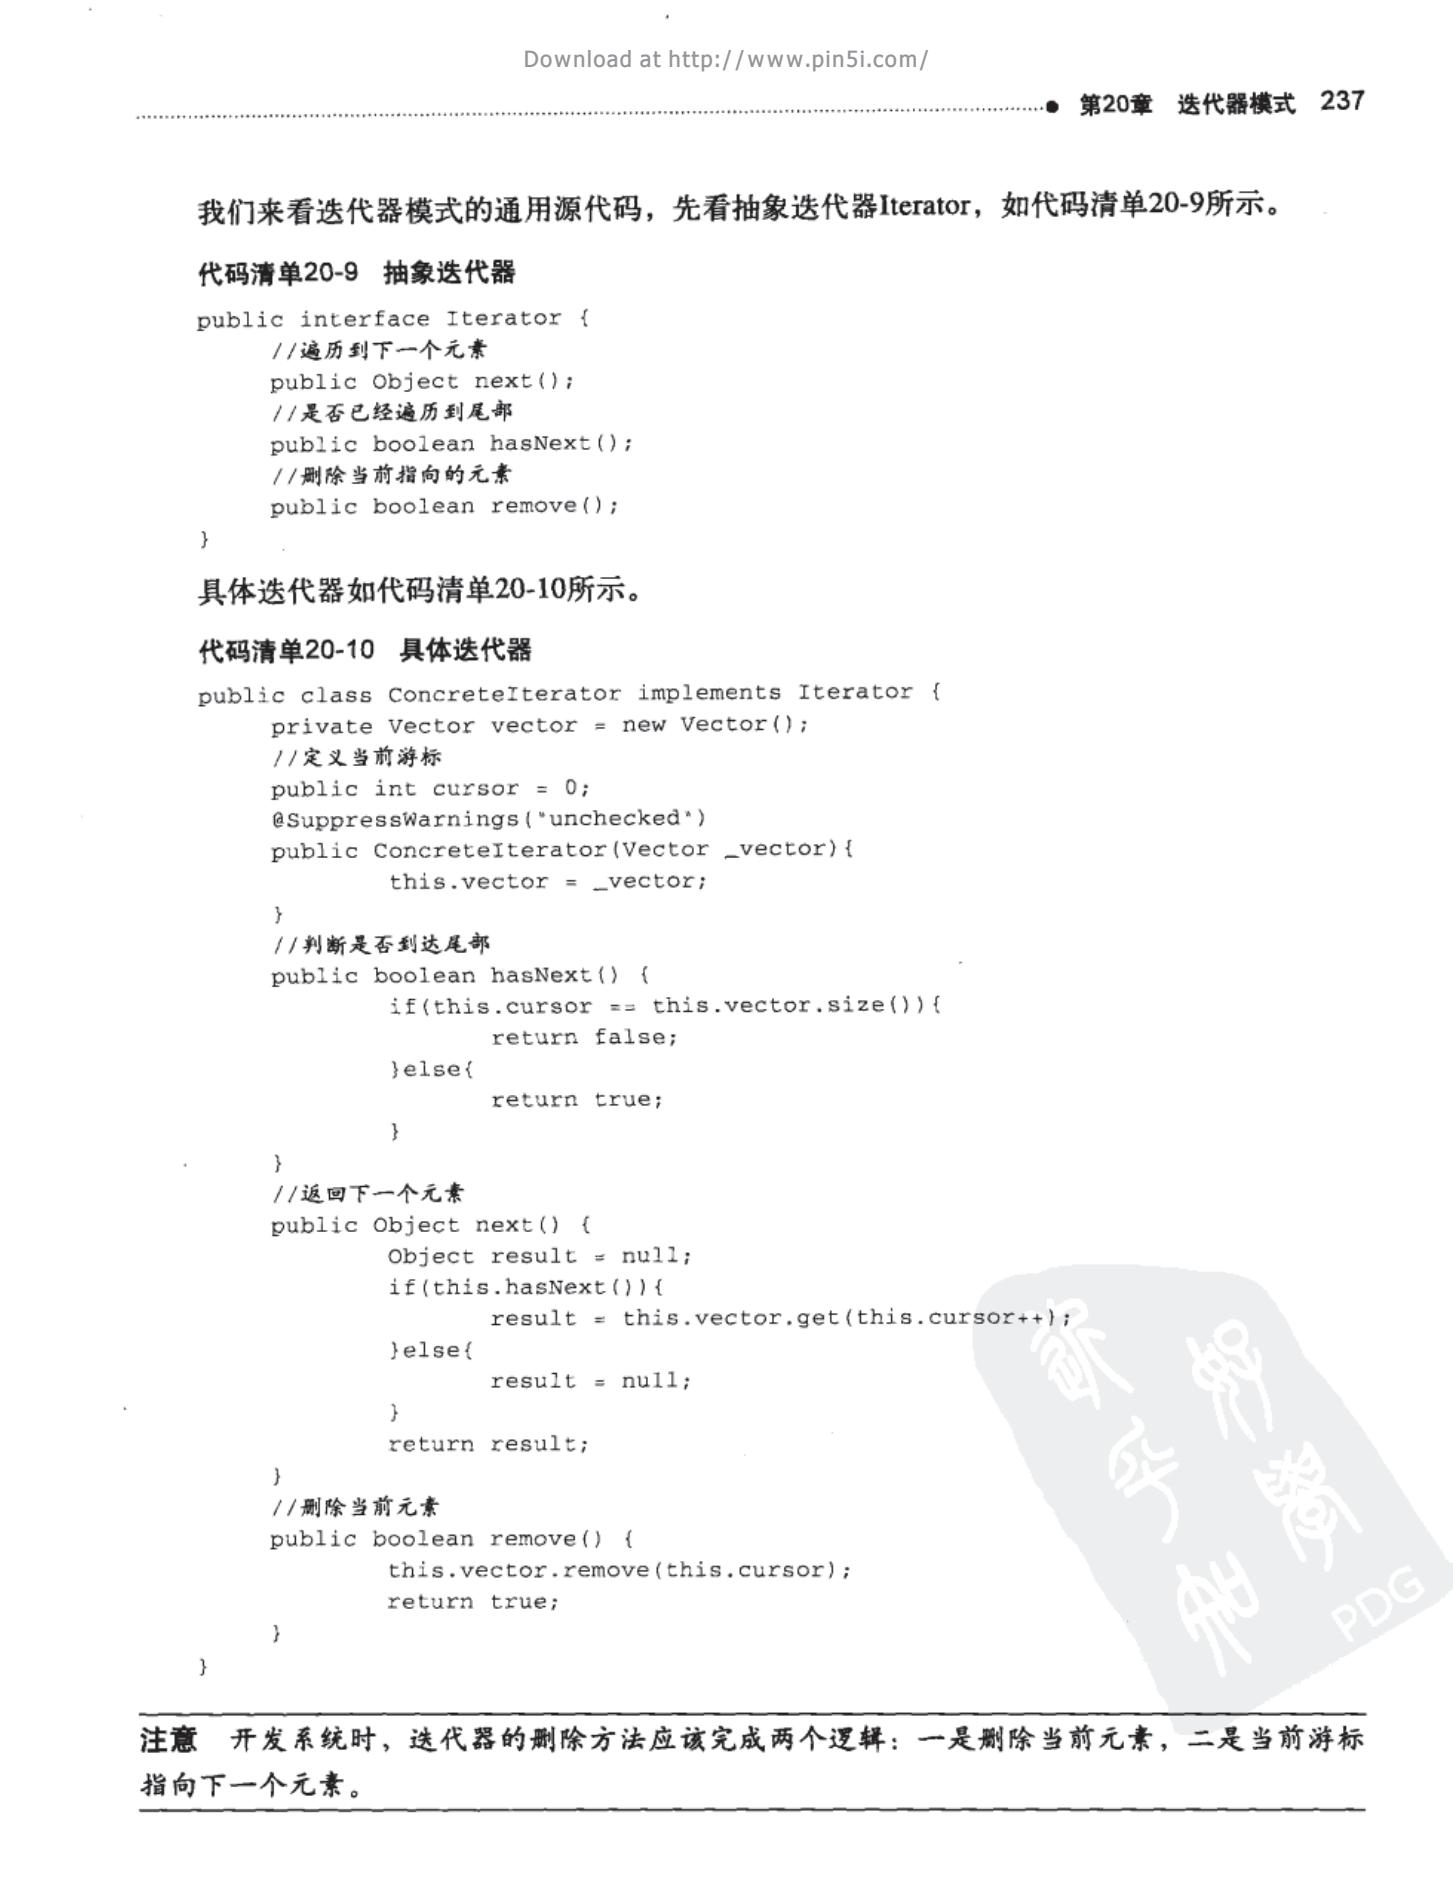 Download at http://www.pin5i.com/
第20章 迭代器模式 237
我们来看迭代器模式的通用源代码，先看抽象迭代器Iterator，如代码清单20-9所示。
代码清单20-9 抽象迭代器
public interface Iterator {
//遍历到下一个元素
public Object next();
//是否已经遍历到尾部
public boolean hasNext();
//删除当前指向的元素
public boolean remove();
}
具体迭代器如代码清单20-10所示。
代码清单20-10 具体迭代器
public class ConcreteIterator implements Iterator {
private Vector vector = new Vector();
//定义当前游标
public int cursor = 0;
@SuppressWarnings("unchecked")
public ConcreteIterator(Vector _vector){
this.vector = _vector;
}
//判断是否到达尾部
public boolean hasNext() {
if(this.cursor == this.vector.size()){
return false;
}else{
return true;
}
}
//返回下一个元素
public Object next() {
Object result = null;
if(this.hasNext()){
result = this.vector.get(this.cursor++);
}else{
result = null;
}
return result;
}
//删除当前元素
public boolean remove() {
this.vector.remove(this.cursor);
return true;
}
}
PDG
注意 开发系统时，迭代器的删除方法应该完成两个逻辑：一是删除当前元素，二是当前游标
指向下一个元素。